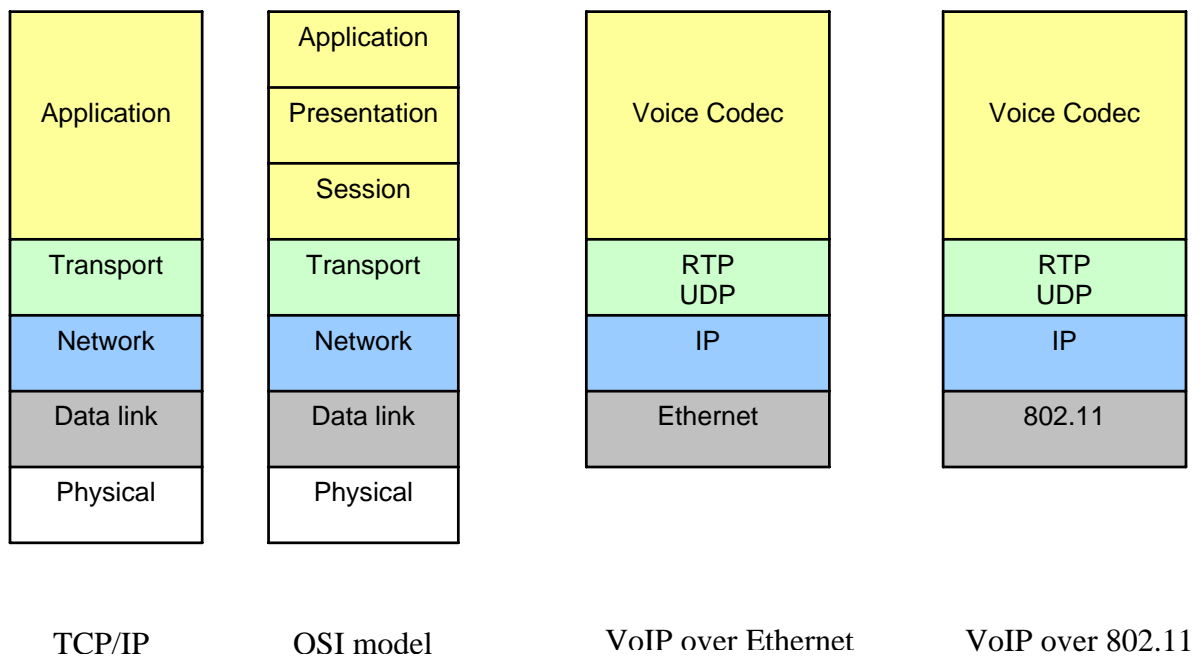 Application
Transport
Network
Data link
Physical
TCP/IP
Application
Presentation
Session
Transport
Network
Data link
Physical
OSI model
Voice Codec
RTP
UDP
IP
Ethernet
VoIP over Ethernet
Voice Codec
RTP
UDP
IP
802.11
VoIP over 802.11